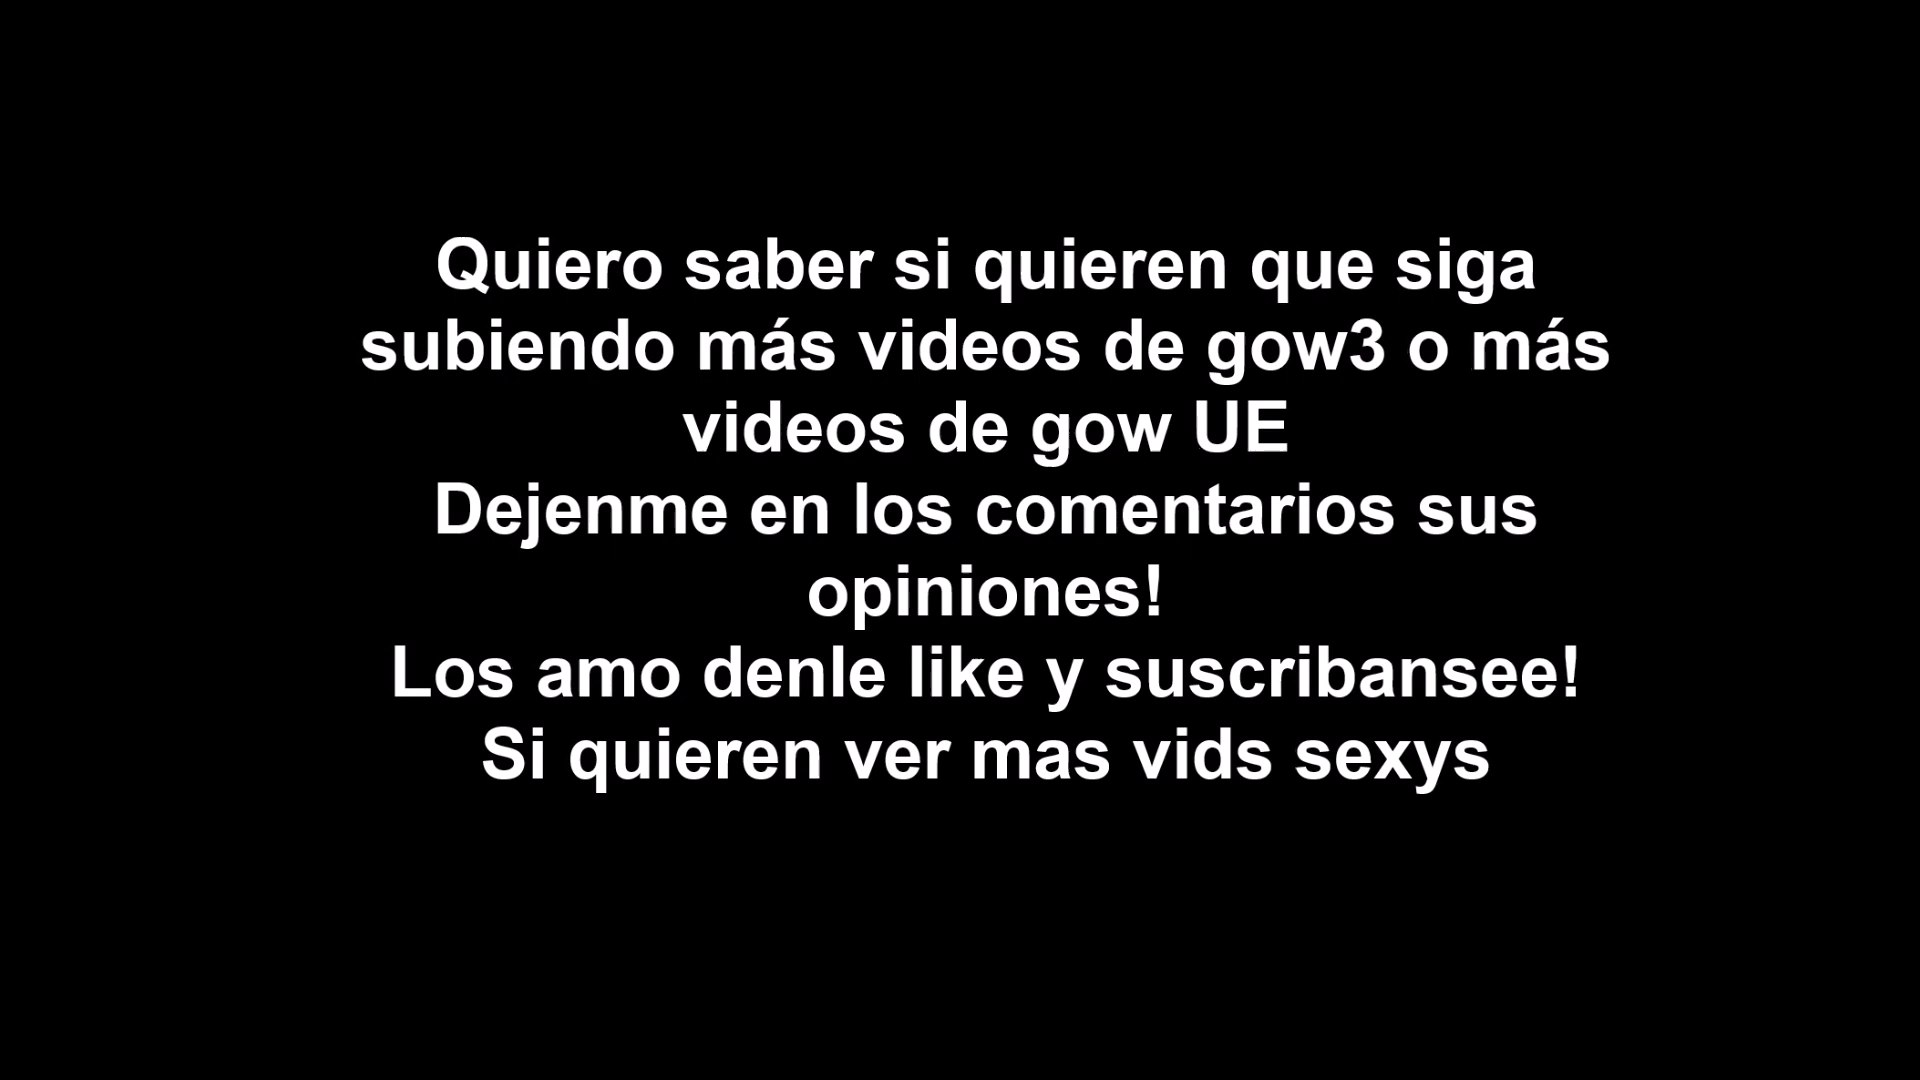 Quiero saber si quieren que siga
subiendo más videos de gow3 o más
videos de gow UE
Dejenme en los comentarios sus
opiniones!
Los amo denle like y suscribansee!
Si quieren ver mas vids sexys